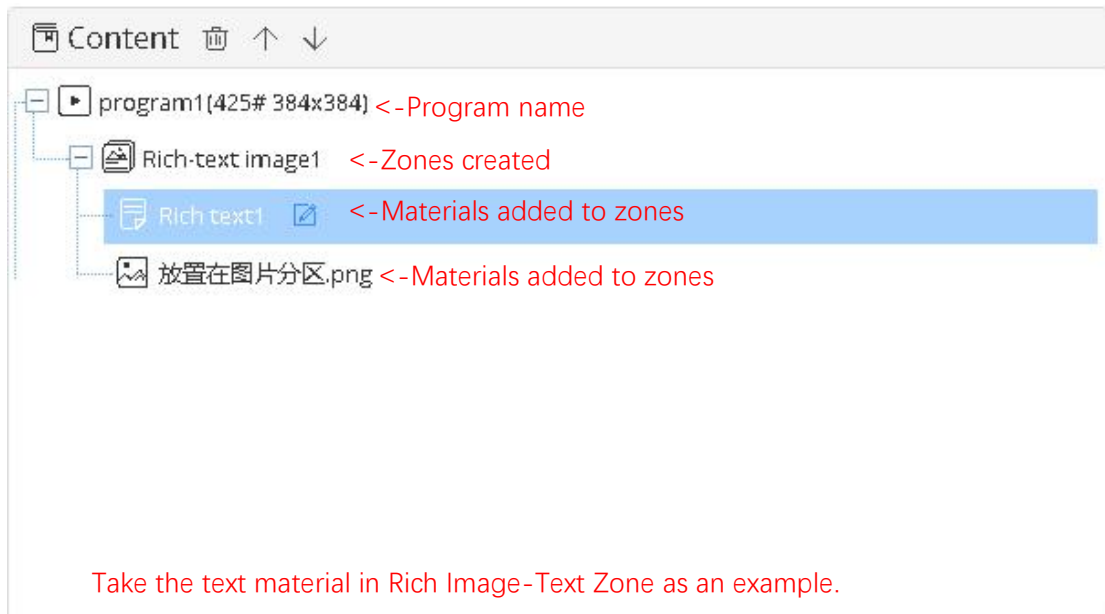 Content
program1(425# 384x384) <-Program name
Rich-text image1 <-Zones created
Rich text1 <-Materials added to zones
放置在图片分区.png <-Materials added to zones
Take the text material in Rich Image-Text Zone as an example.